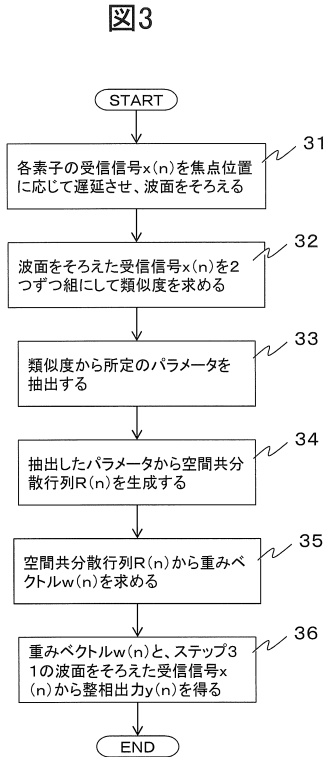 図3
START
31
各素子の受信信号x(n)を焦点位置
に応じて遅延させ、波面をそろえる
32
波面をそろえた受信信号x(n)を2
つずつ組にして類似度を求める
33
類似度から所定のパラメータを
抽出する
34
抽出したパラメータから空間共分
散行列R(n)を生成する
35
空間共分散行列R(n)から重みベ
クトルw(n)を求める
36
重みベクトルw(n)と、ステップ3
1の波面をそろえた受信信号x
(n)から整相出力y(n)を得る
END